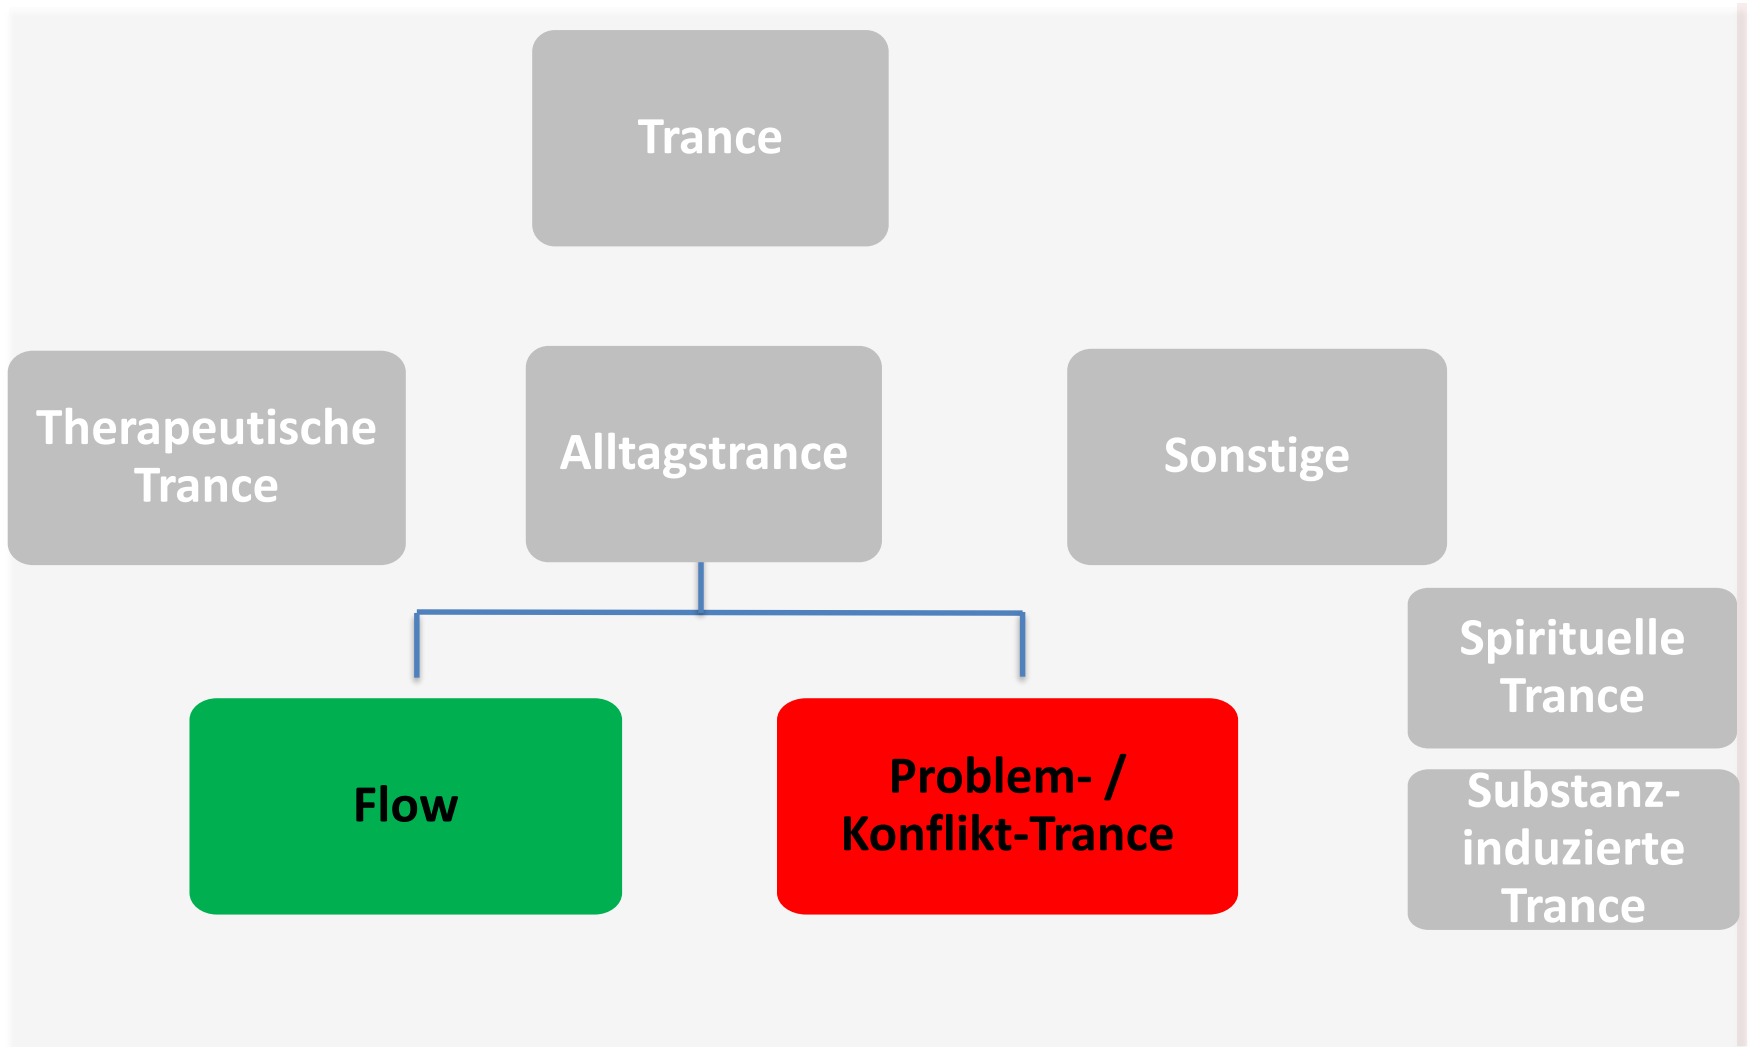 Trance
Therapeutische
Trance
Alltagstrance
Sonstige
Spirituelle
Trance
Flow
Problem- /
Konflikt-Trance
Substanz-
induzierte
Trance